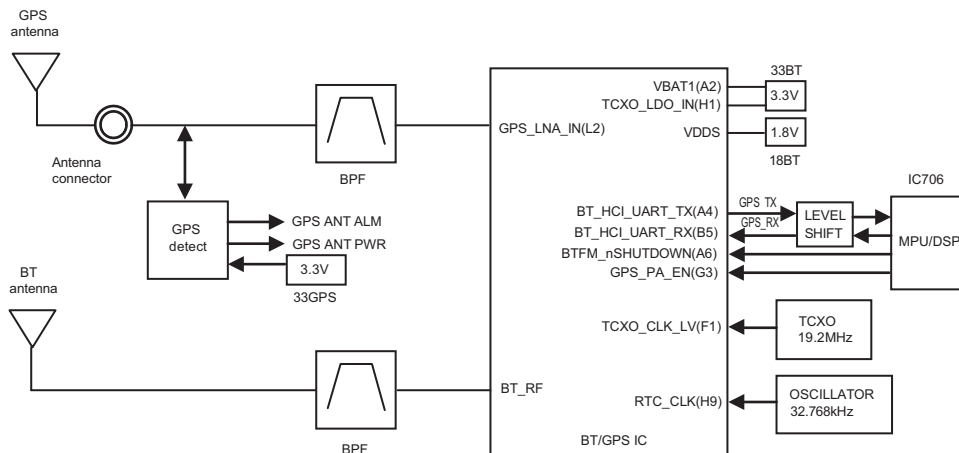 GPS
antenna
Antenna
connector
BPF
GPS_LNA_IN(L2)
GPS
detect
GPS ANT ALM
GPS ANT PWR
3.3V
33GPS
BT
antenna
BPF
BT_RF
VBAT1(A2)
TCXO_LDO_IN(H1)
VDDS
33BT
3.3V
1.8V
18BT
BT_HCI_UART_TX(A4)
BT_HCI_UART_RX(B5)
BTFM_nSHUTDOWN(A6)
GPS_PA_EN(G3)
GPS TX
GPS_RX
LEVEL
SHIFT
IC706
MPU/DSP
TCXO_CLK_LV(F1)
TCXO
19.2MHz
RTC_CLK(H9)
OSCILLATOR
32.768kHz
BT/GPS IC